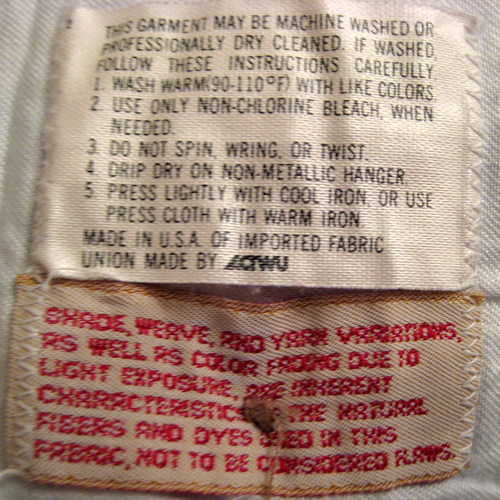 THIS GARMENT MAY BE MACHINE WASHED OR
PROFESSIONALLY DRY CLEANED. IF WASHED,
FOLLOW THESE INSTRUCTIONS CAREFULLY
1. WASH WARM(90-110°F) WITH LIKE COLORS.
2. USE ONLY NON-CHLORINE BLEACH, WHEN
NEEDED.
3. DO NOT SPIN, WRING, OR TWIST.
4. DRIP DRY ON NON-METALLIC HANGER
5. PRESS LIGHTLY WITH COOL IRON, OR USE
PRESS CLOTH WITH WARM IRON.
MADE IN U.S.A. OF IMPORTED FABRIC
UNION MADE BY ACTWU
SHADE, WEAVE, AND YARN VARIATIONS,
AS WELL AS COLOR FADING DUE TO
LIGHT EXPOSURE, ARE INHERENT
CHARACTERISTICS THE NATURAL
FIBERS AND DYES USED IN THIS
FABRIC, NOT TO BE CONSIDERED FLAWS.